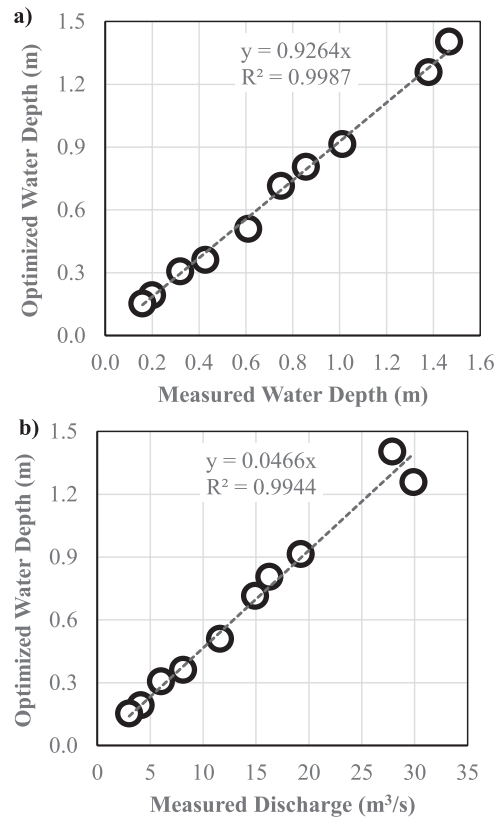 a)
1.5
1.2
0.9
0.6
0.3
0.0
Optimized Water Depth (m)
y = 0.9264x
R² = 0.9987
0.0 0.2 0.4 0.6 0.8 1.0 1.2 1.4 1.6
Measured Water Depth (m)
b)
1.5
1.2
0.9
0.6
0.3
0.0
Optimized Water Depth (m)
y = 0.0466x
R² = 0.9944
0 5 10 15 20 25 30 35
Measured Discharge (m³/s)